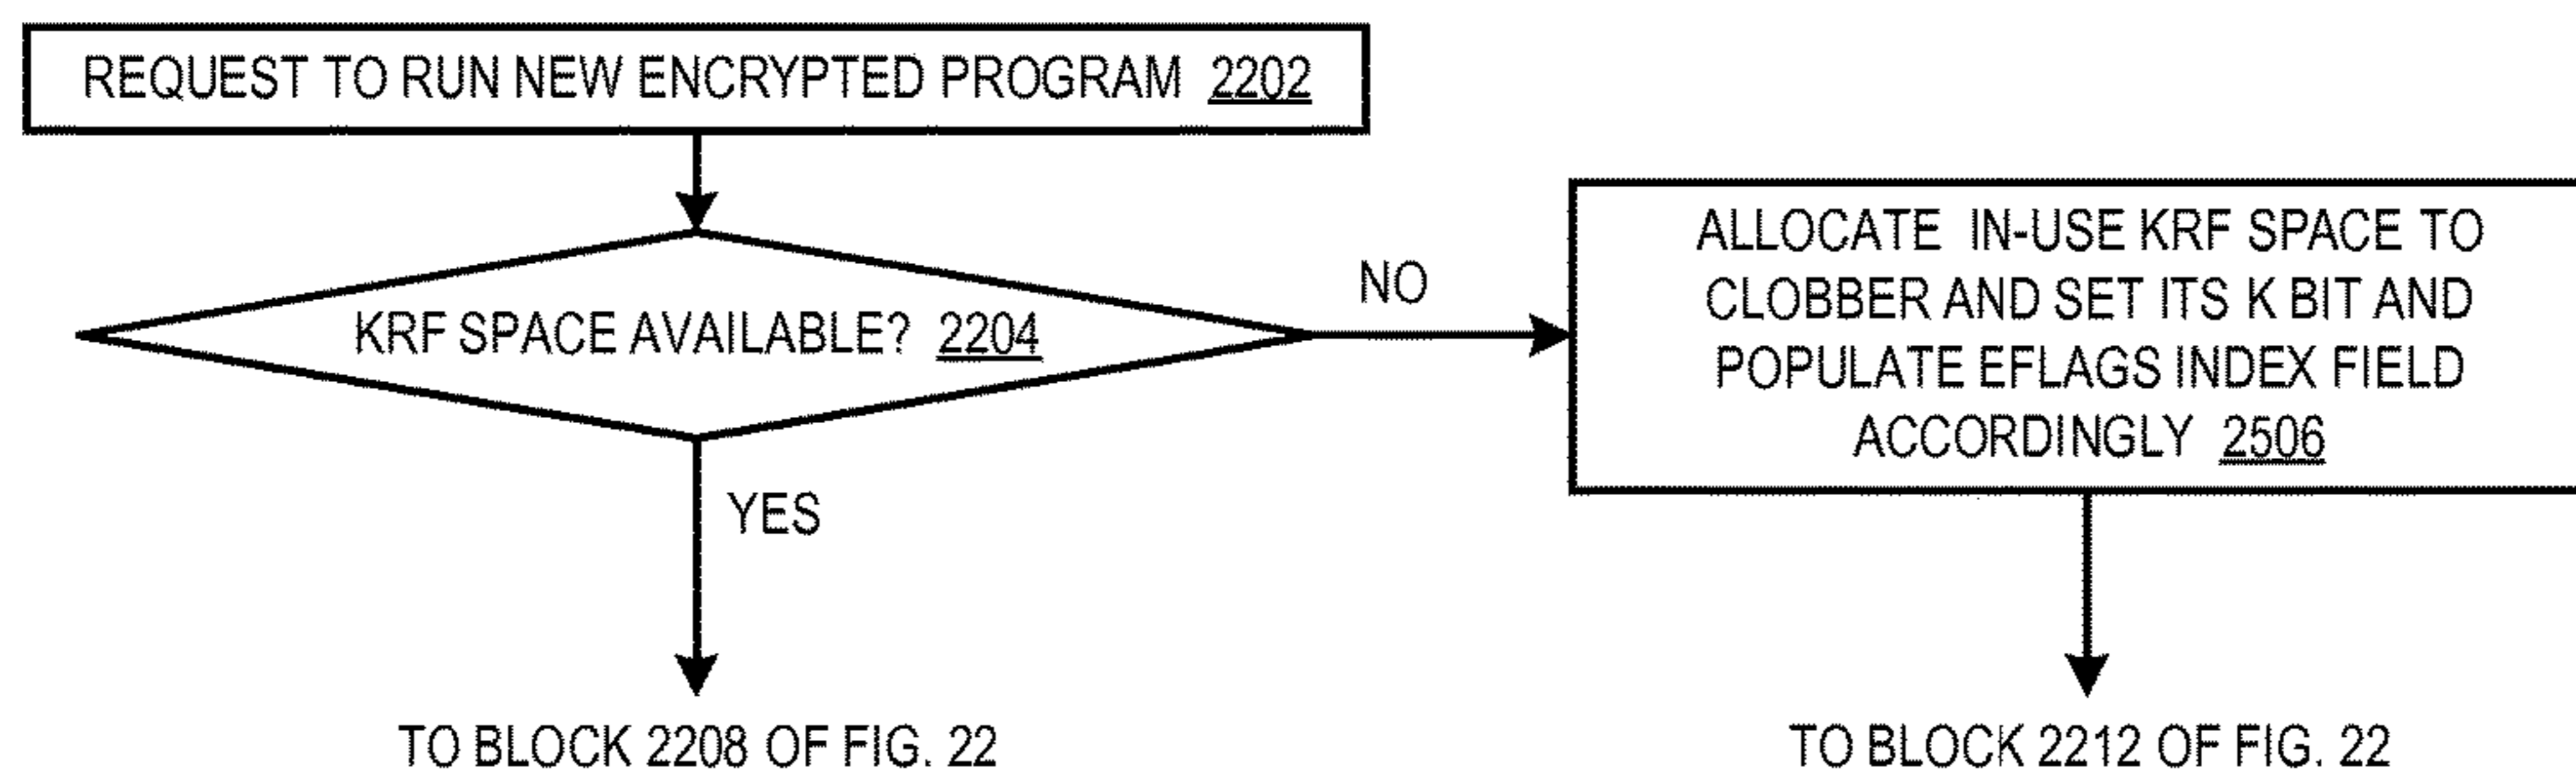 REQUEST TO RUN NEW ENCRYPTED PROGRAM 2202
KRF SPACE AVAILABLE? 2204
NO
ALLOCATE IN-USE KRF SPACE TO
CLOBBER AND SET ITS K BIT AND
POPULATE EFLAGS INDEX FIELD
ACCORDINGLY 2506
YES
TO BLOCK 2208 OF FIG. 22
TO BLOCK 2212 OF FIG. 22